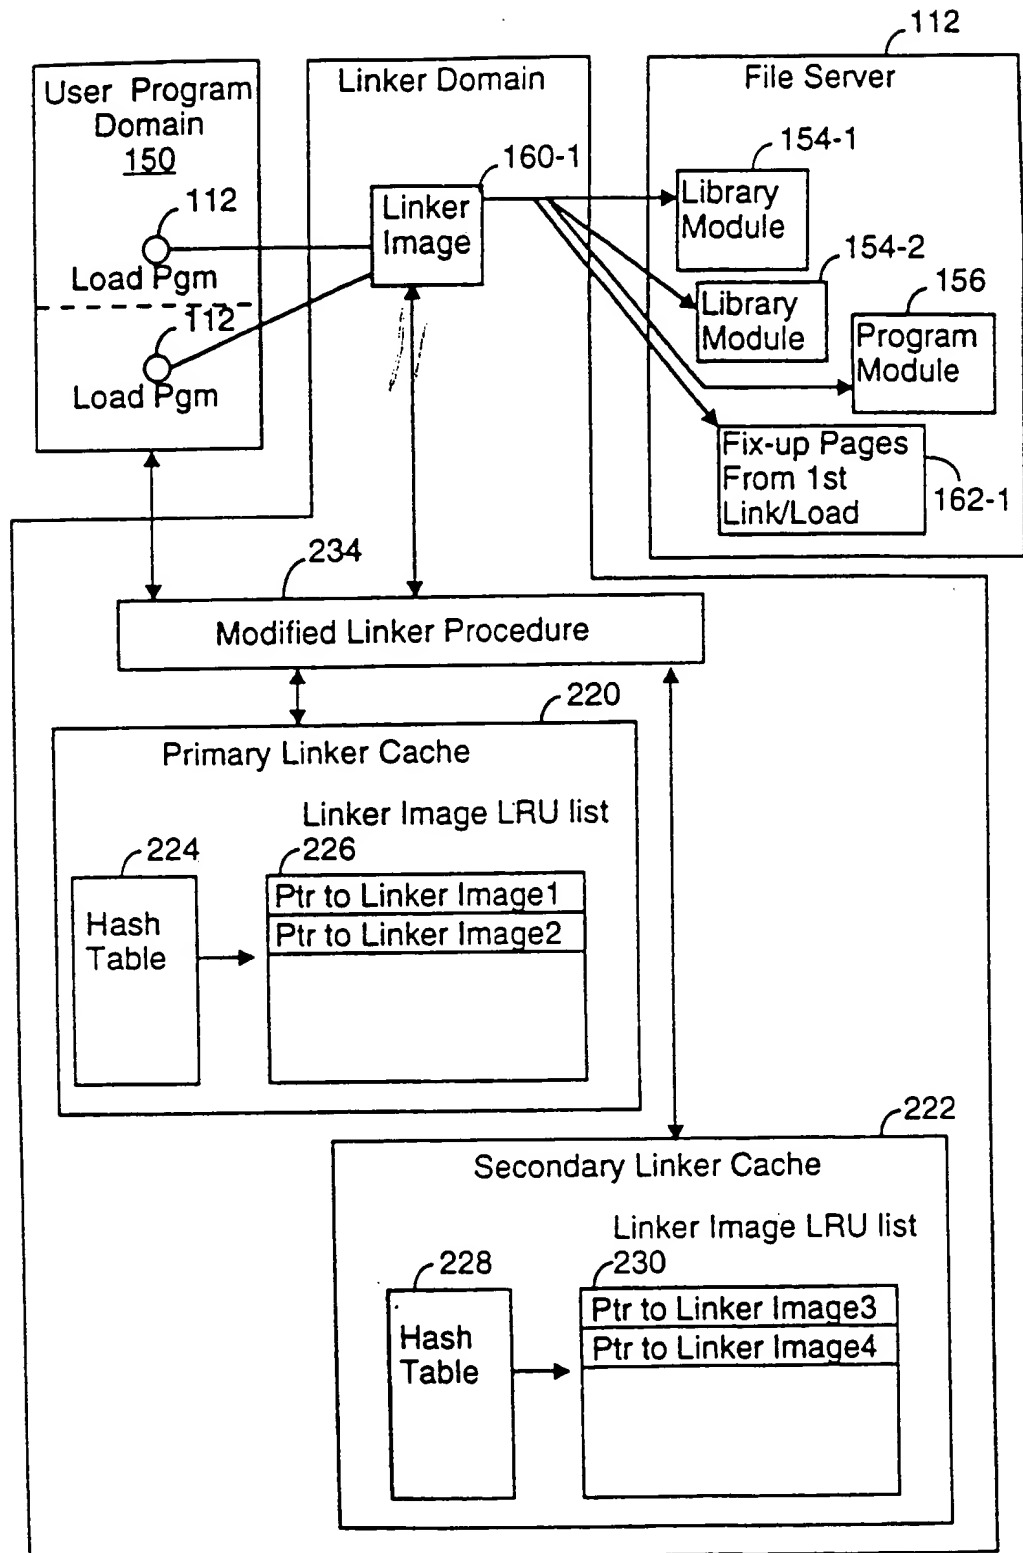 112
User Program
Domain
150
112
Load Pgm
112
Load Pgm
Linker Domain
160-1
Linker
Image
File Server
154-1
Library
Module
154-2
Library
Module
156
Program
Module
Fix-up Pages
From 1st
Link/Load
162-1
234
Modified Linker Procedure
220
Primary Linker Cache
Linker Image LRU list
224
226
Hash
Table
Ptr to Linker Image1
Ptr to Linker Image2
222
Secondary Linker Cache
Linker Image LRU list
228
230
Hash
Table
Ptr to Linker Image3
Ptr to Linker Image4